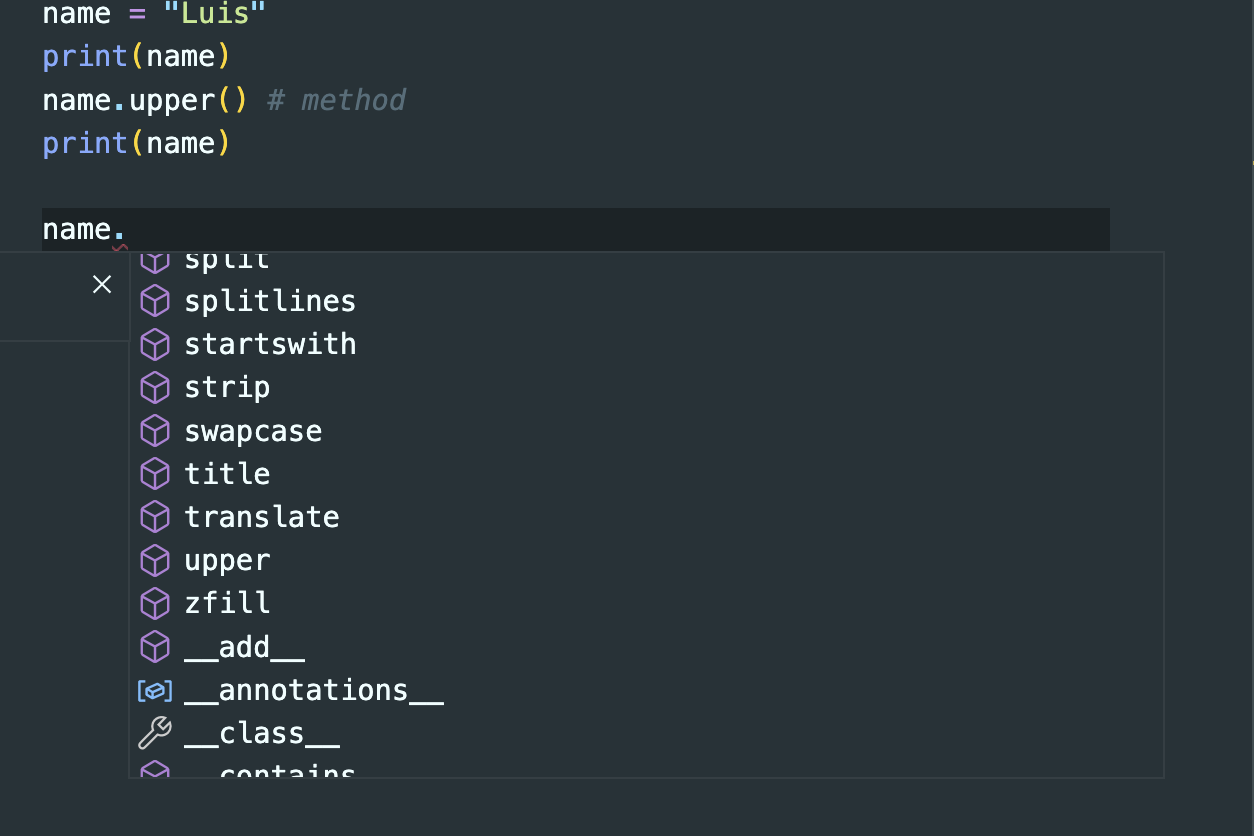 name = "Luis"
print(name)
name.upper() # method
print(name)
name.
split
splitlines
startswith
strip
swapcase
title
translate
upper
zfill
__add__
__annotations__
__class__
__contains__